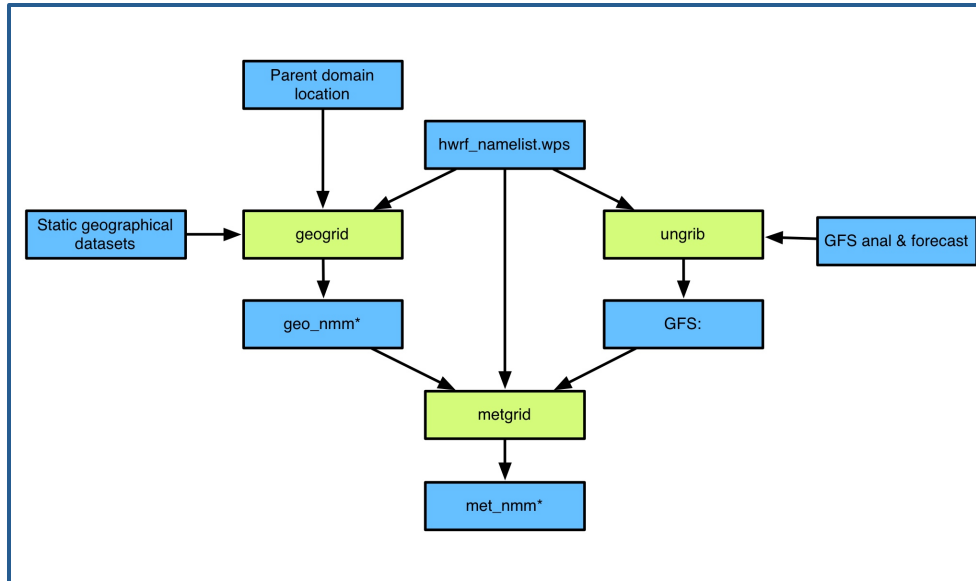 Parent domain
location
hwrf_namelist.wps
Static geographical
datasets
geogrid
ungrib
GFS anal & forecast
geo_nmm*
GFS:
metgrid
met_nmm*